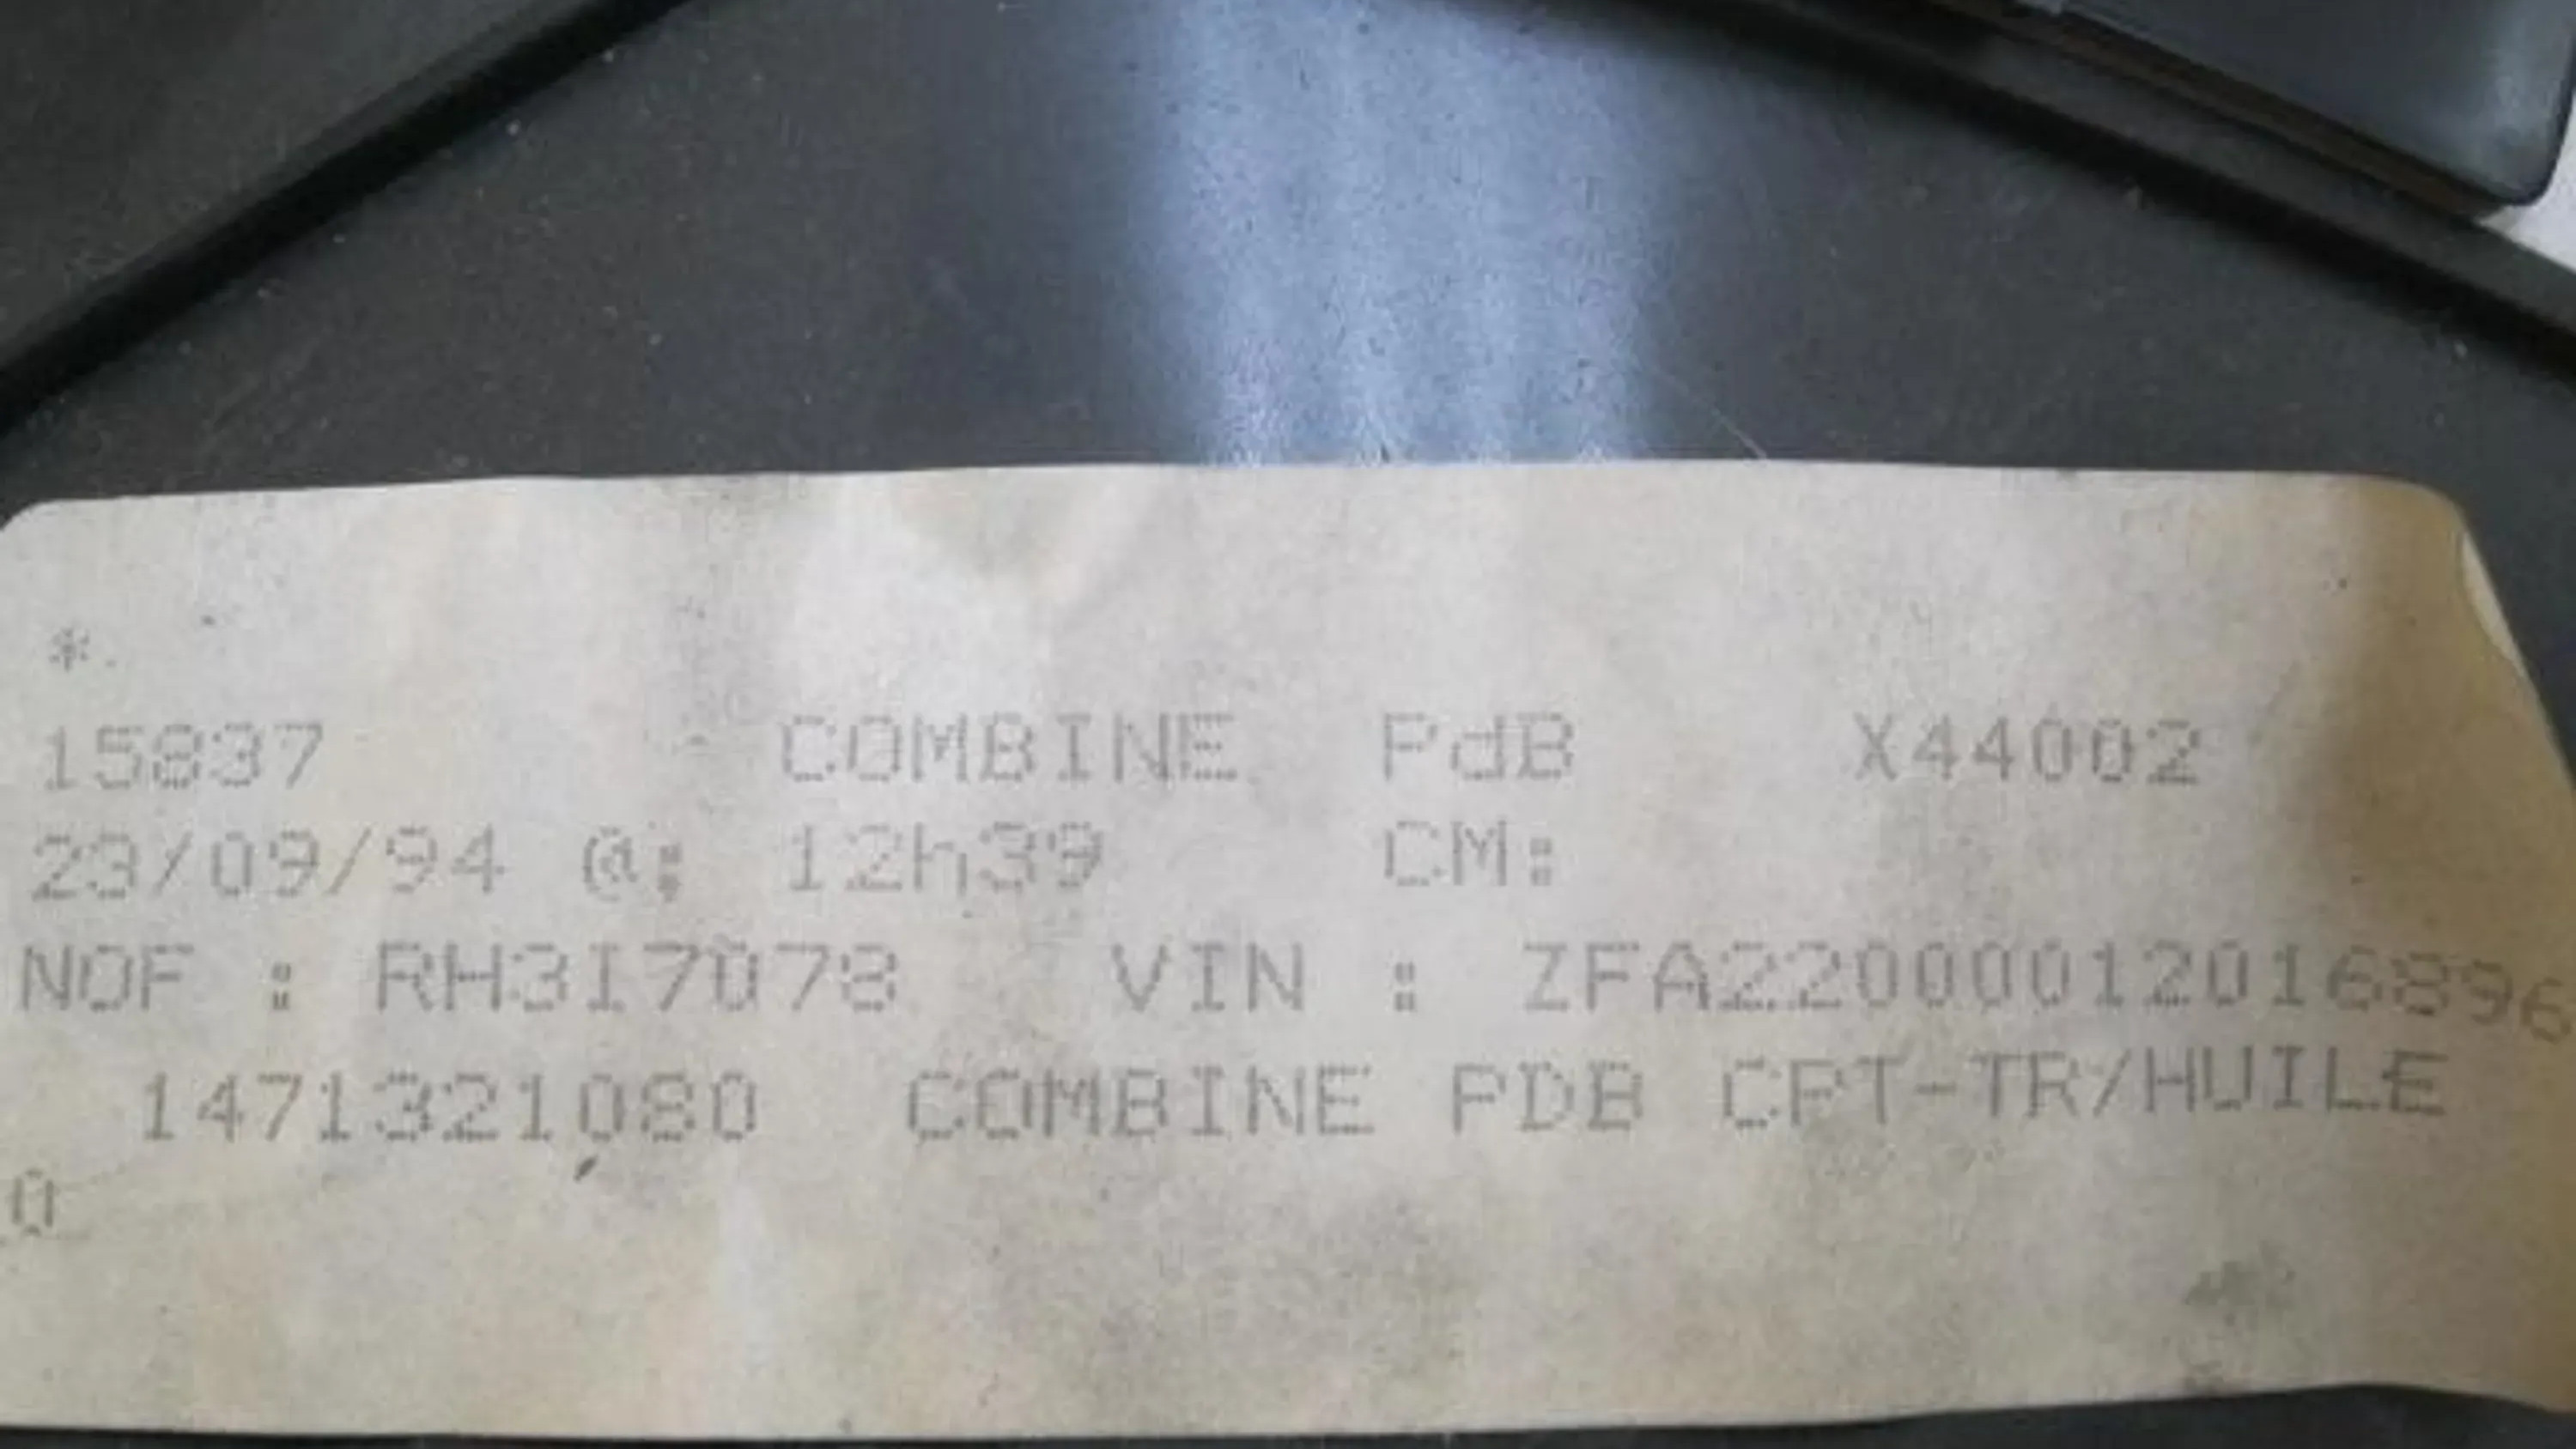 *.
15837 COMBINE PdB X44002
23/09/94 @: 12h39 CM:
NOF : RH3I7078 VIN : ZFA22000012016896
1471321080 COMBINE PDB CPT-TR/HUILE
0